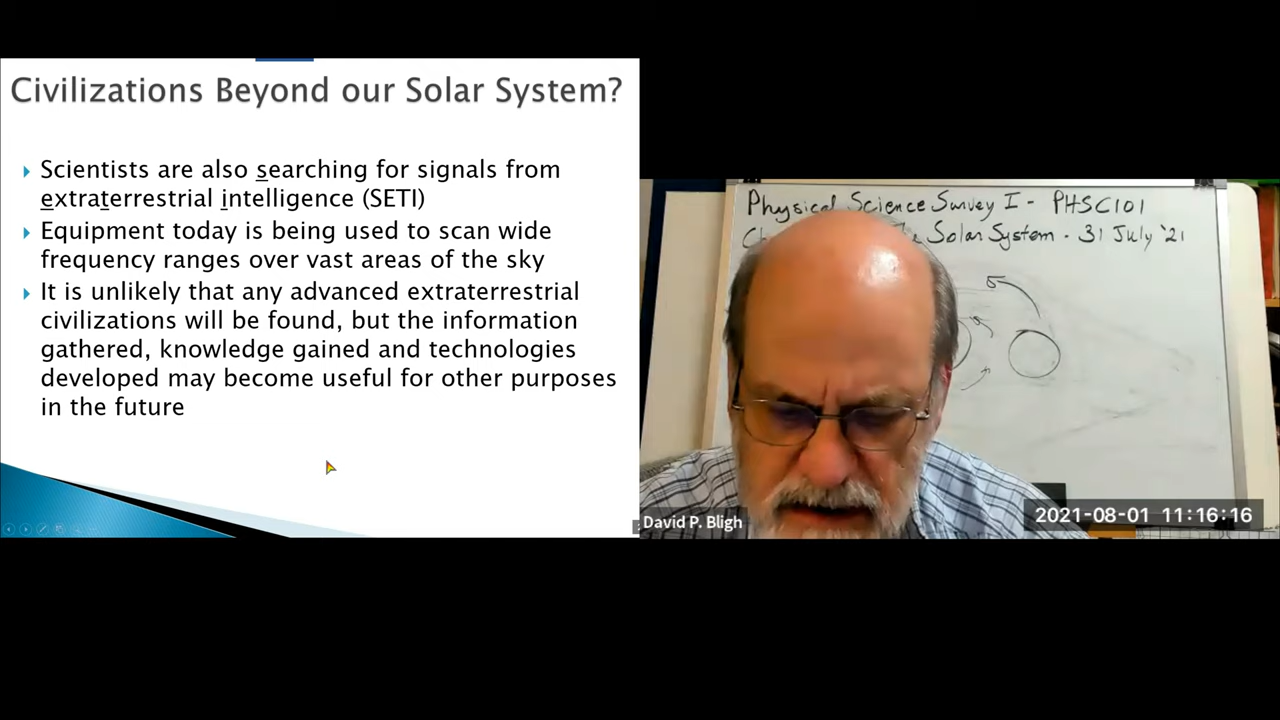 Civilizations Beyond our Solar System?
Scientists are also searching for signals from
extraterrestrial intelligence (SETI)
Equipment today is being used to scan wide
frequency ranges over vast areas of the sky
It is unlikely that any advanced extraterrestrial
civilizations will be found, but the information
gathered, knowledge gained and technologies
developed may become useful for other purposes
in the future
Physical Science Survey I - PHSC101
Solar System - 31 July '21
David P. Bligh
2021-08-01 11:16:16